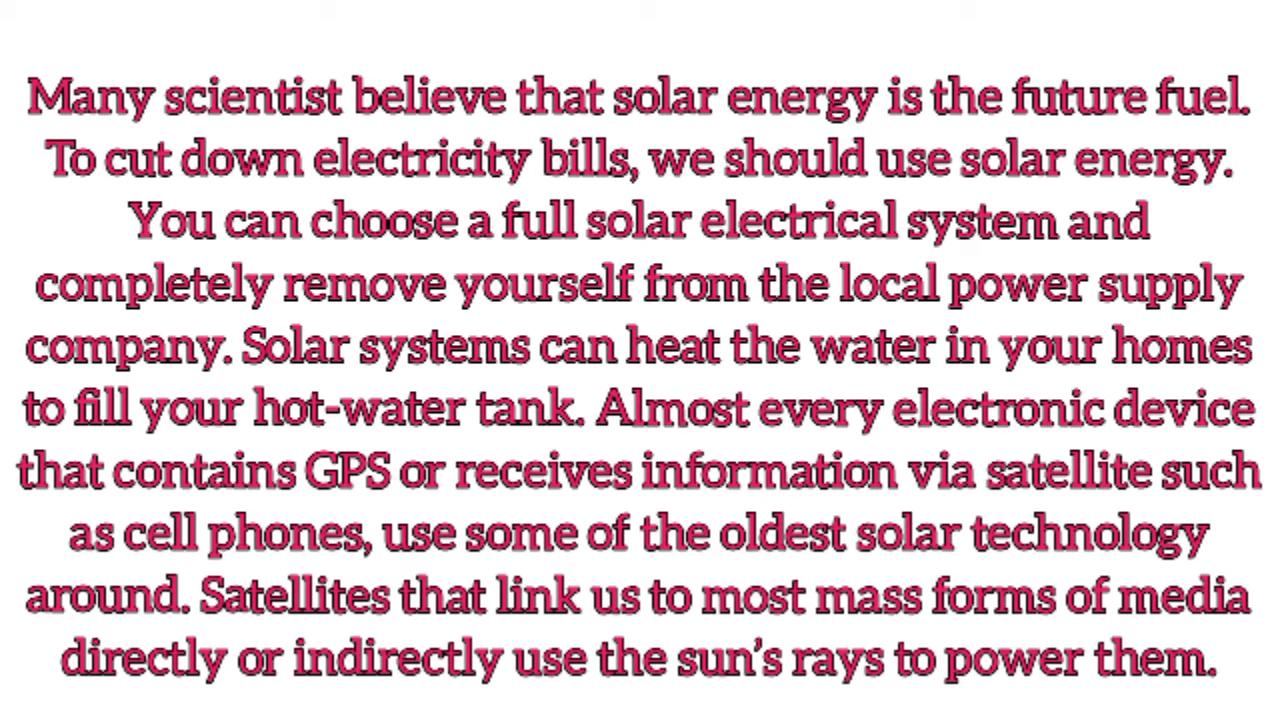 Many scientist believe that solar energy is the future fuel.
To cut down electricity bills, we should use solar energy.
You can choose a full solar electrical system and
completely remove yourself from the local power supply
company. Solar systems can heat the water in your homes
to fill your hot-water tank. Almost every electronic device
that contains GPS or receives information via satellite such
as cell phones, use some of the oldest solar technology
around. Satellites that link us to most mass forms of media
directly or indirectly use the sun’s rays to power them.